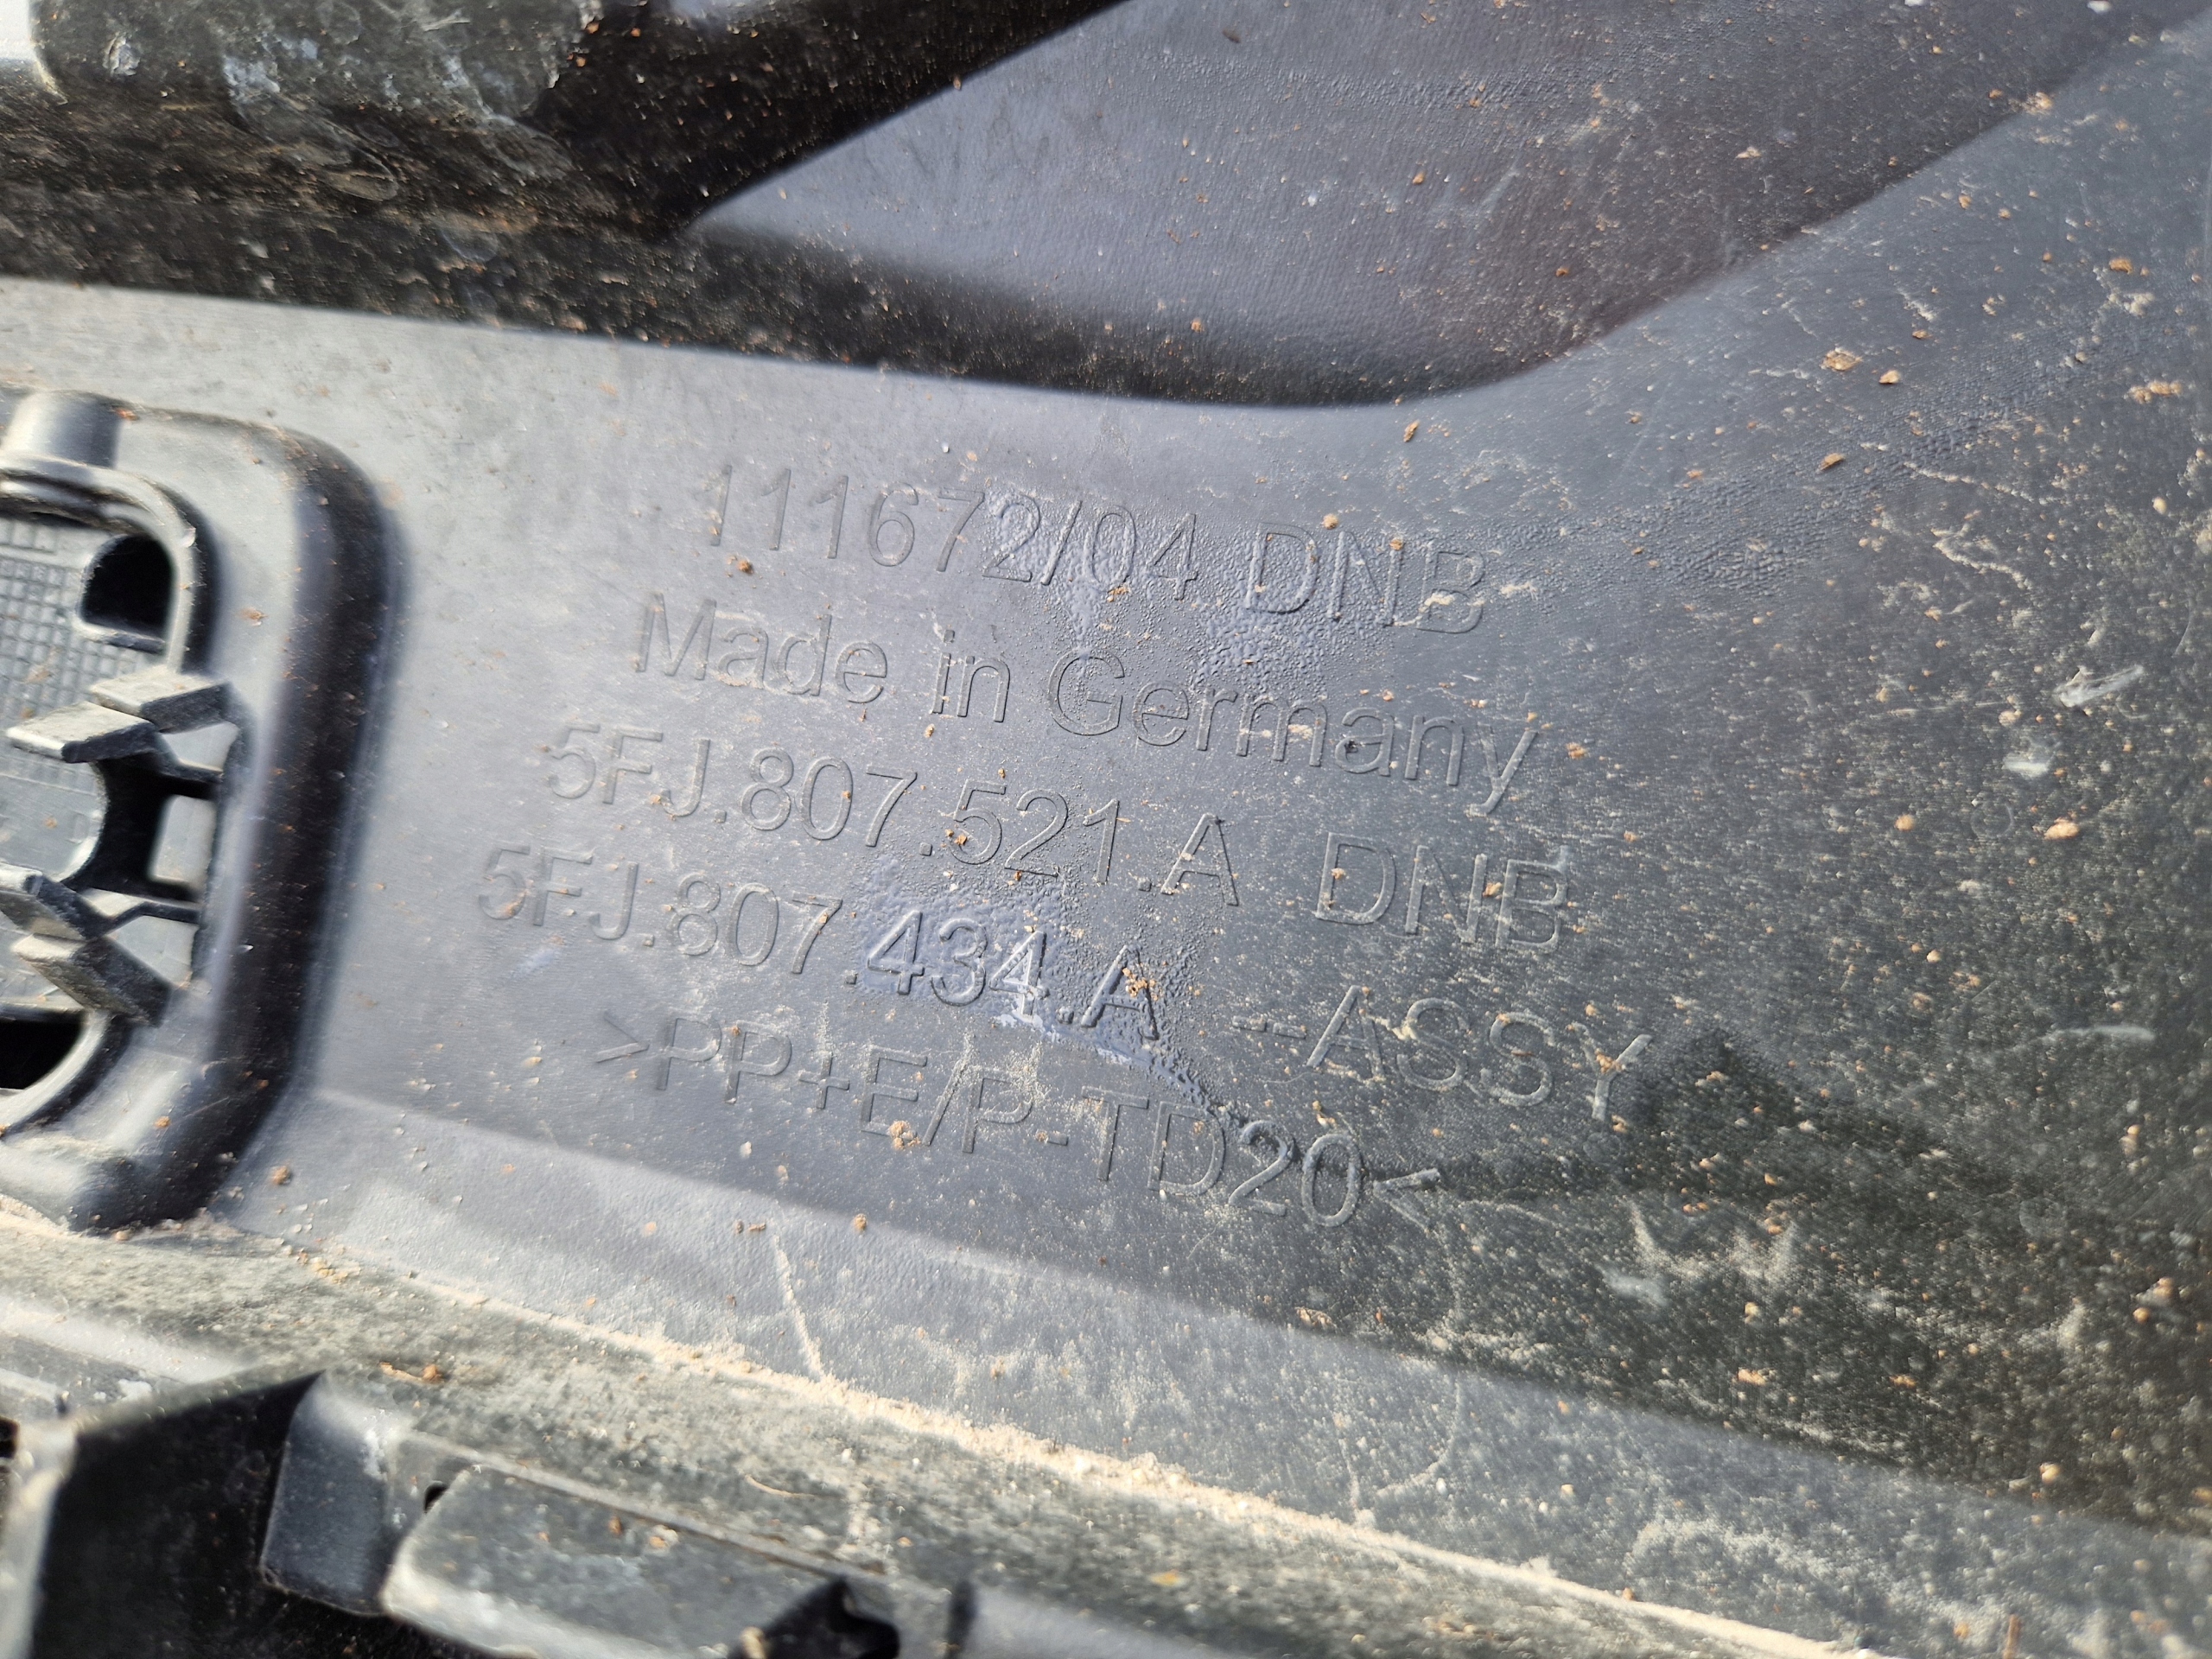 111672/04 DNB
Made in Germany
5FJ.807.521.A DNB
5FJ.807.434.A --ASSY
>PP+E/P-TD20<